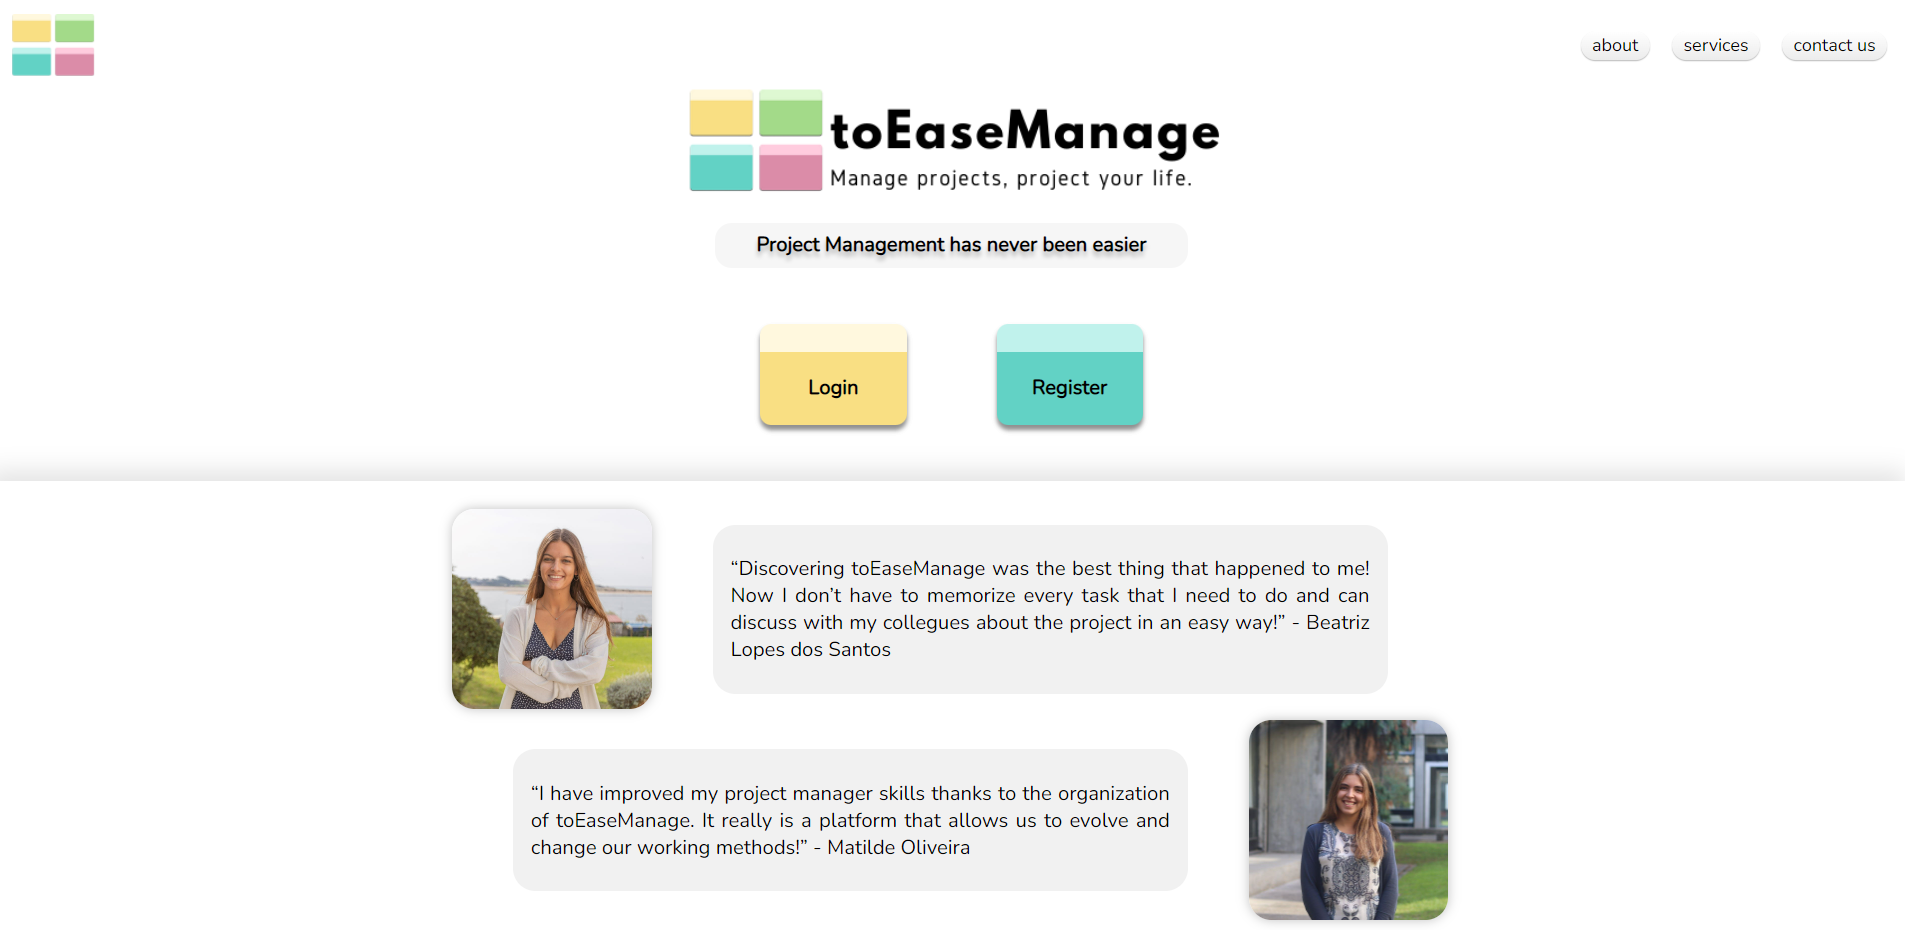 about
services
contact us
toEaseManage
Manage projects, project your life.
Project Management has never been easier
Login
Register
“Discovering toEaseManage was the best thing that happened to me!
Now I don’t have to memorize every task that I need to do and can
discuss with my collegues about the project in an easy way!” - Beatriz
Lopes dos Santos
“I have improved my project manager skills thanks to the organization
of toEaseManage. It really is a platform that allows us to evolve and
change our working methods!” - Matilde Oliveira